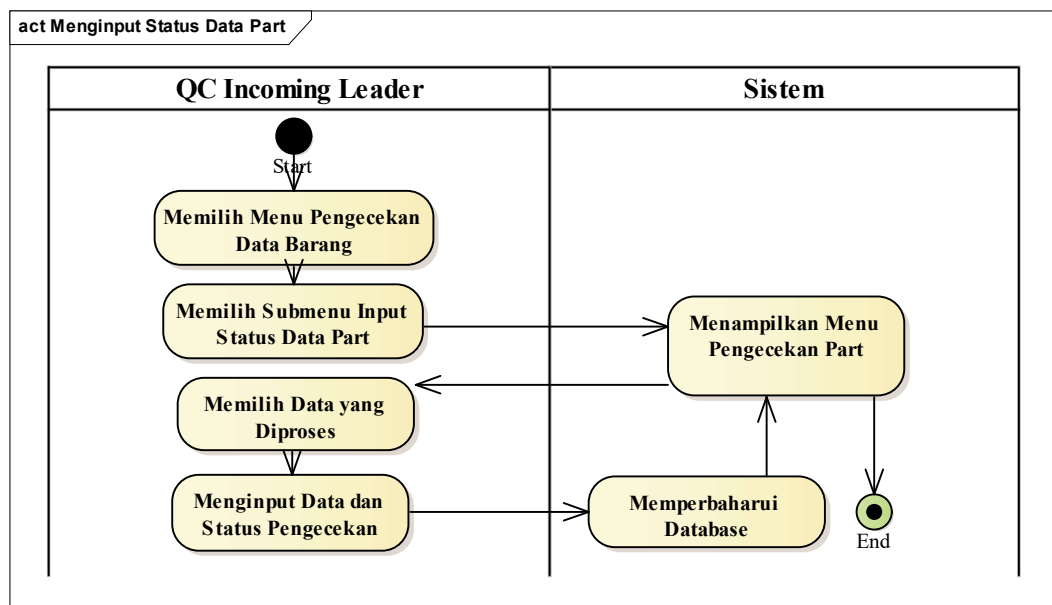 act Menginput Status Data Part
QC Incoming Leader
Sistem
Start
Memilih Menu Pengecekan
Data Barang
Memilih Submenu Input
Status Data Part
Menampilkan Menu
Pengecekan Part
Memilih Data yang
Diproses
Menginput Data dan
Status Pengecekan
Memperbaharui
Database
End